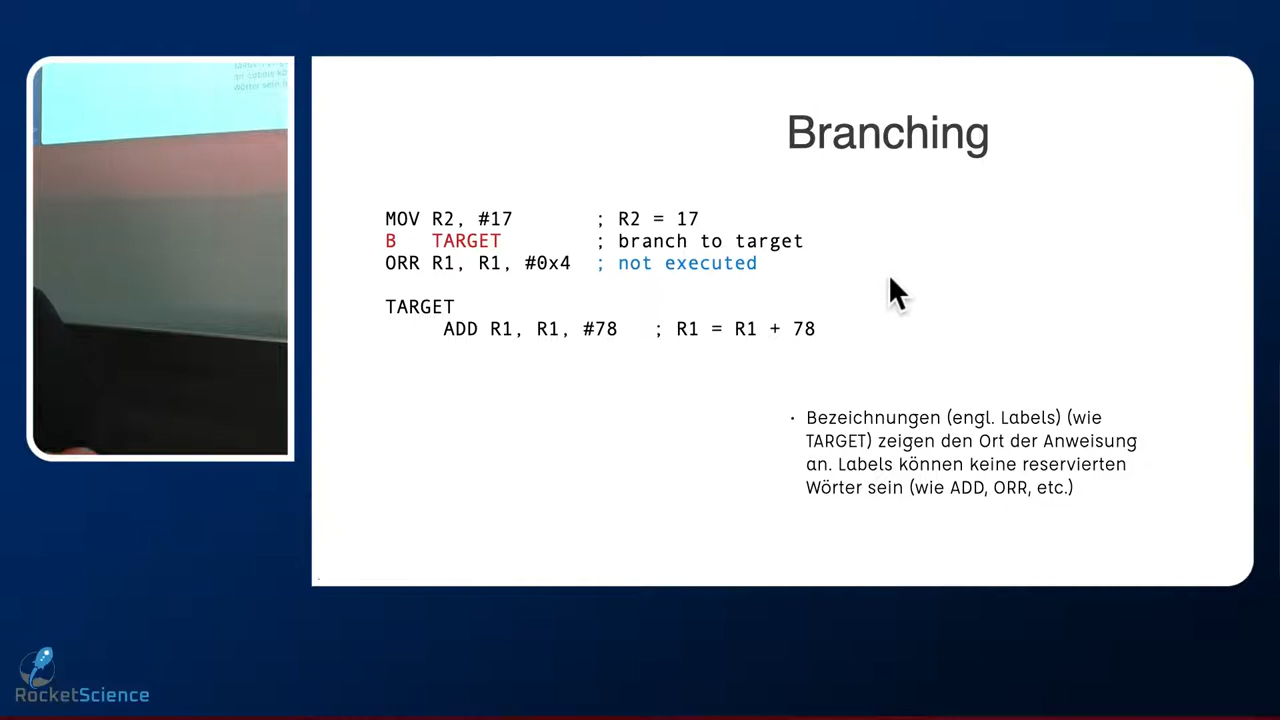 Branching
MOV R2, #17 ; R2 = 17
B TARGET ; branch to target
ORR R1, R1, #0x4 ; not executed
TARGET
ADD R1, R1, #78 ; R1 = R1 + 78
· Bezeichnungen (engl. Labels) (wie
TARGET) zeigen den Ort der Anweisung
an. Labels können keine reservierten
Wörter sein (wie ADD, ORR, etc.)
RocketScience